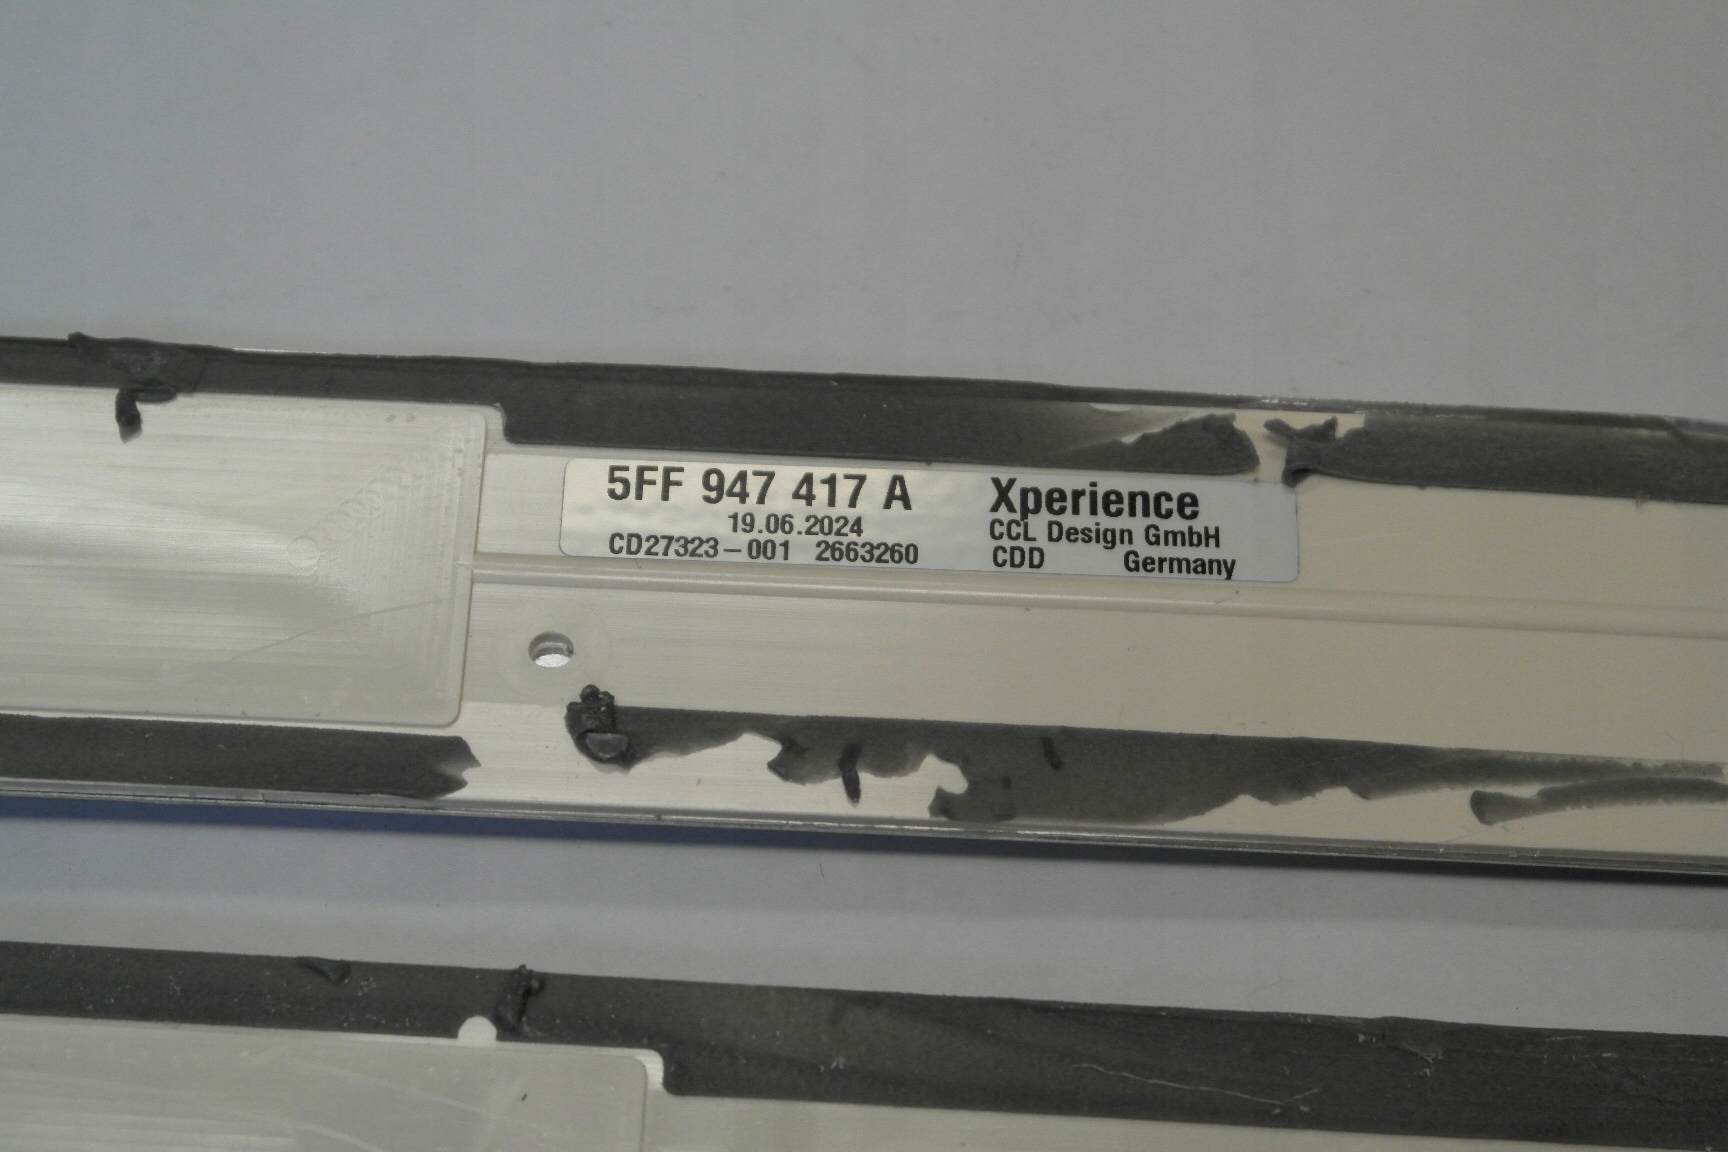 5FF 947 417 A
19.06.2024
CD27323-001 2663260
Xperience
CCL Design GmbH
CDD Germany